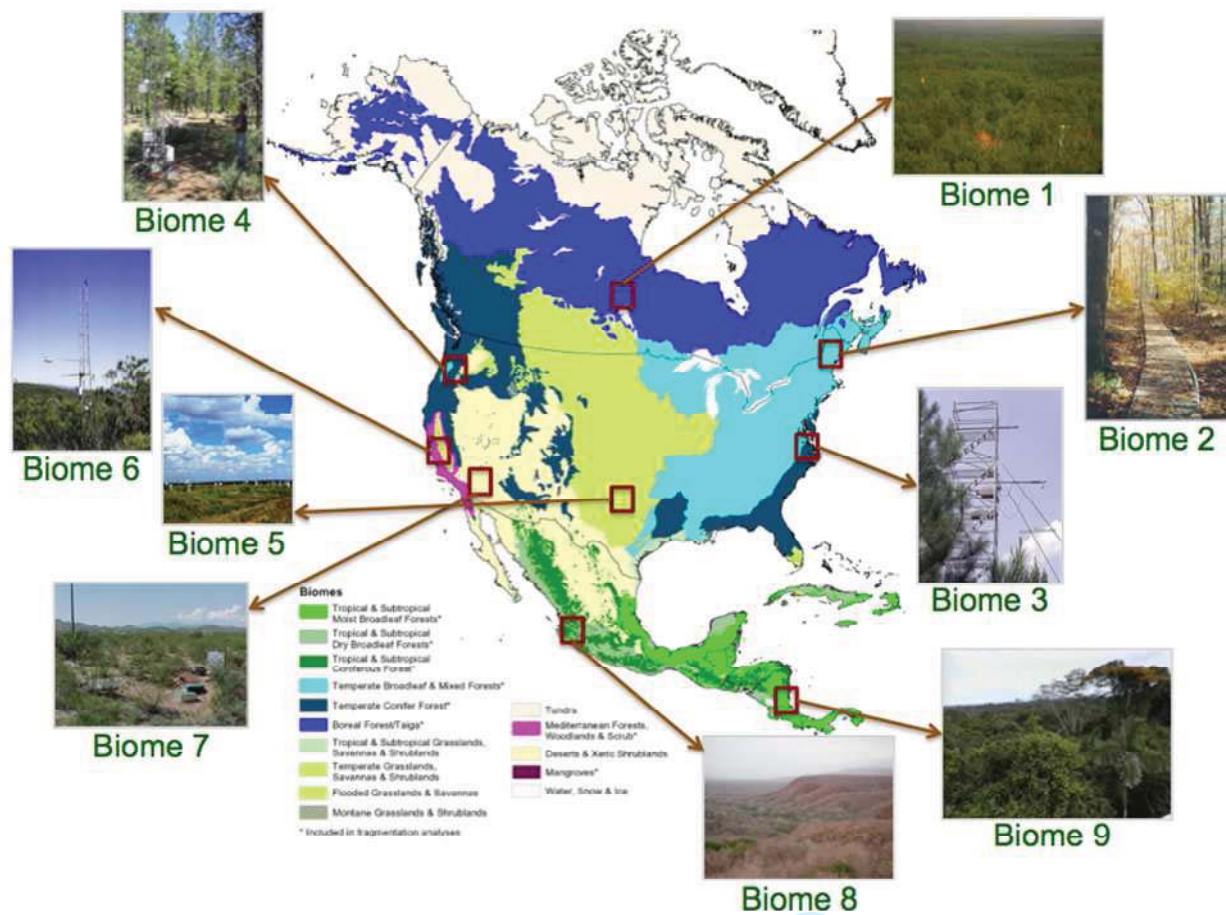 Biome 1
Biome 4
Biome 2
Biome 6
Biome 5
Biome 3
Biome 7
Biomes
Tropical & Subtropical
Moist Broadleaf Forests*
Tropical & Subtropical
Dry Broadleaf Forests*
Tropical & Subtropical
Coniferous Forest*
Temperate Broadleaf & Mixed Forests*
Temperate Conifer Forest*
Boreal Forest/Taiga*
Tropical & Subtropical Grasslands,
Savannas & Shrublands
Temperate Grasslands,
Savannas & Shrublands
Flooded Grasslands & Savannas
Montane Grasslands & Shrublands
* Included in fragmentation analyses
Tundra
Mediterranean Forests,
Woodlands & Scrub*
Deserts & Xeric Shrublands
Mangroves*
Water, Snow & Ice
Biome 9
Biome 8